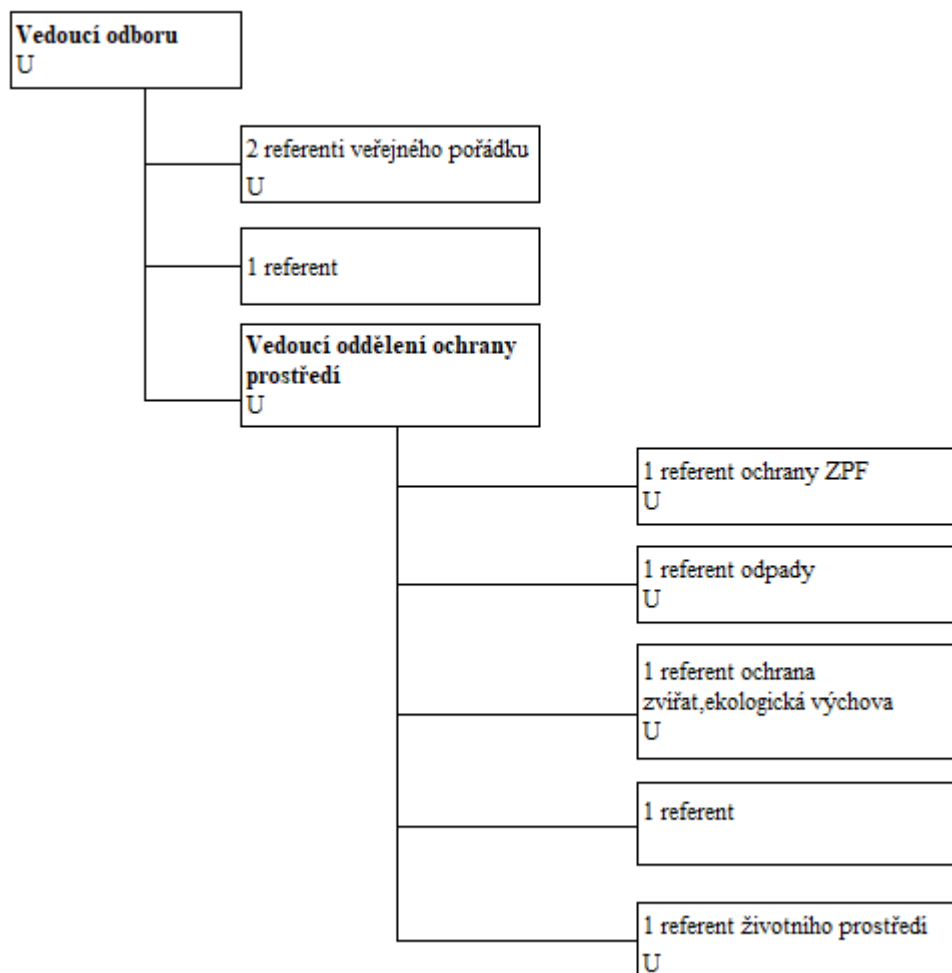 Vedoucí odboru
U
2 referenti veřejného pořádku
U
1 referent
Vedoucí oddělení ochrany
prostředí
U
1 referent ochrany ZPF
U
1 referent odpady
U
1 referent ochrana
zvířat,ekologická výchova
U
1 referent
1 referent životního prostředí
U